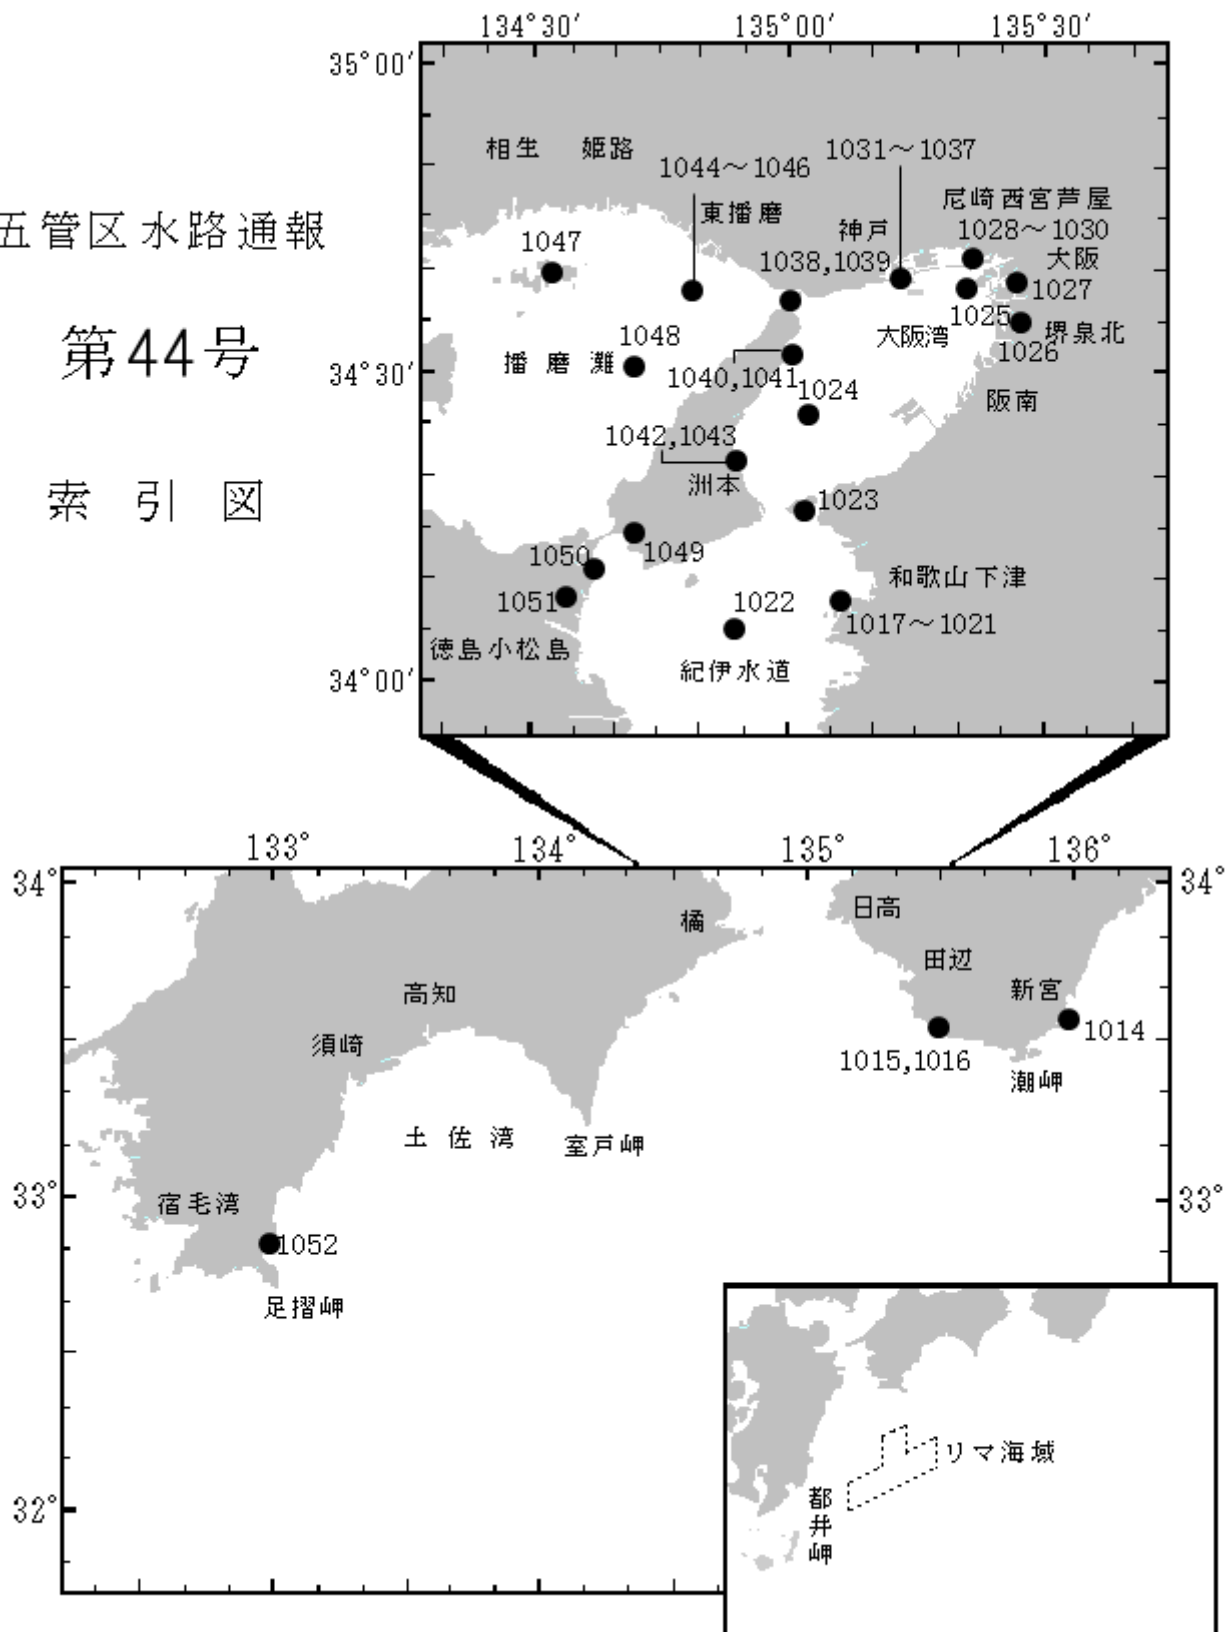 134°30′ 135°00′ 135°30′
35°00′
相生 姫路
1031～1037
1044～1046
尼崎西宮芦屋
東播磨
五管区水路通報
神戸
1028～1030
1047
1038,1039
大阪
1027
1025
第44号
1048
大阪湾
堺泉北
1026
播磨灘
34°30′
1040,1041
1024
阪南
1042,1043
洲本
索引図
1023
1050
1049
和歌山下津
1051
1022
1017～1021
徳島小松島
紀伊水道
34°00′
133° 134° 135° 136°
34° 34°
橘
日高
田辺
高知
新宮
須崎
1014
1015,1016
潮岬
土佐湾
室戸岬
33° 33°
宿毛湾
1052
足摺岬
リマ海域
都井岬
32°